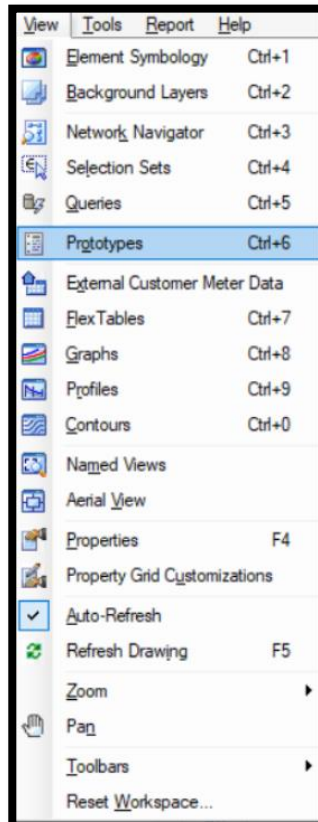 View Tools Report Help
Element Symbology Ctrl+1
Background Layers Ctrl+2
Network Navigator Ctrl+3
Selection Sets Ctrl+4
Queries Ctrl+5
Prototypes Ctrl+6
External Customer Meter Data
FlexTables Ctrl+7
Graphs Ctrl+8
Profiles Ctrl+9
Contours Ctrl+0
Named Views
Aerial View
Properties F4
Property Grid Customizations
Auto-Refresh
Refresh Drawing F5
Zoom
Pan
Toolbars
Reset Workspace...